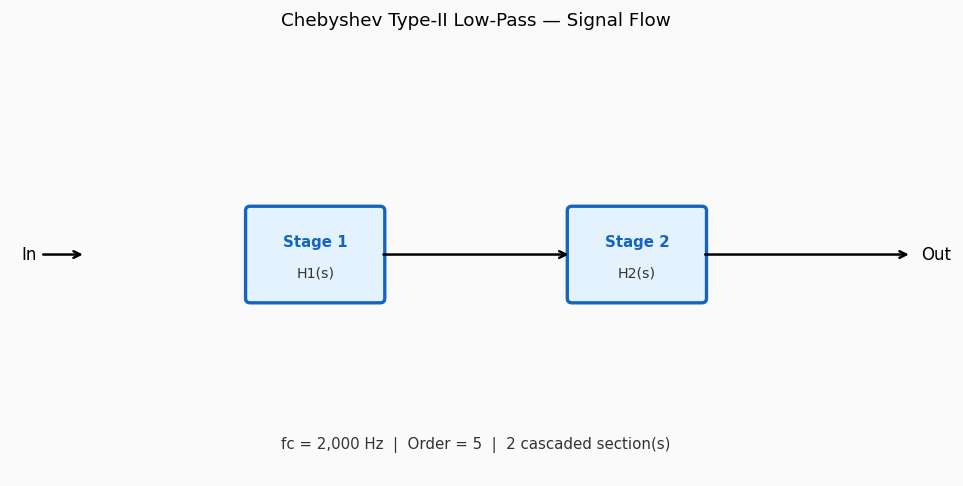 Chebyshev Type-II Low-Pass — Signal Flow
In
Stage 1
H1(s)
Stage 2
H2(s)
Out
fc = 2,000 Hz | Order = 5 | 2 cascaded section(s)